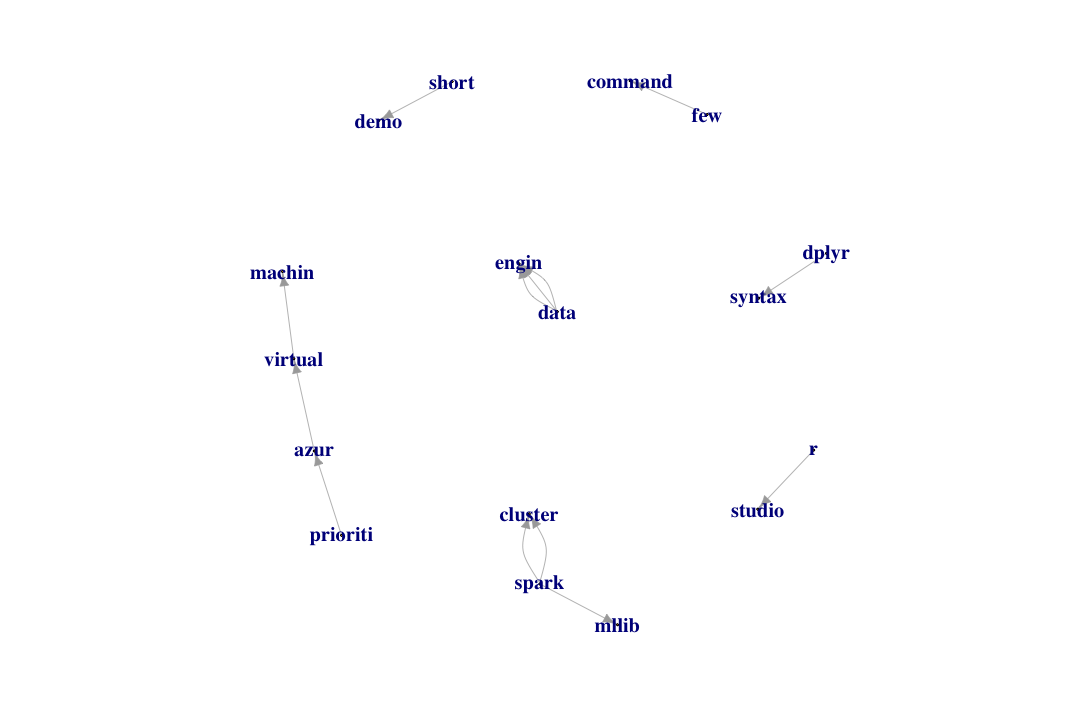 short
command
demo
few
dplyr
engin
machin
syntax
data
virtual
azur
r
studio
cluster
prioriti
spark
mllib